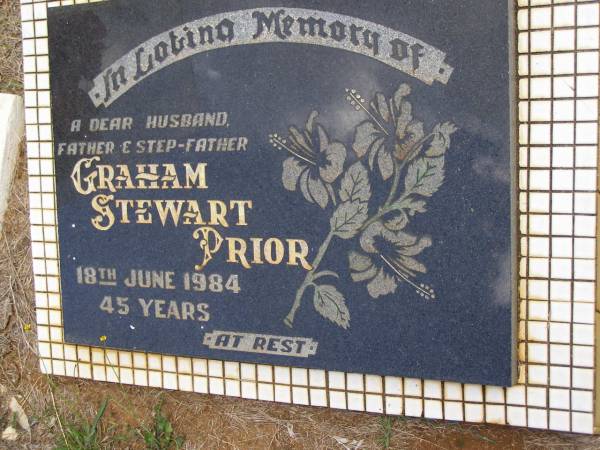 In Loving Memory of
A DEAR HUSBAND,
FATHER & STEP-FATHER
GRAHAM
STEWART
PRIOR
18TH JUNE 1984
45 YEARS
AT REST